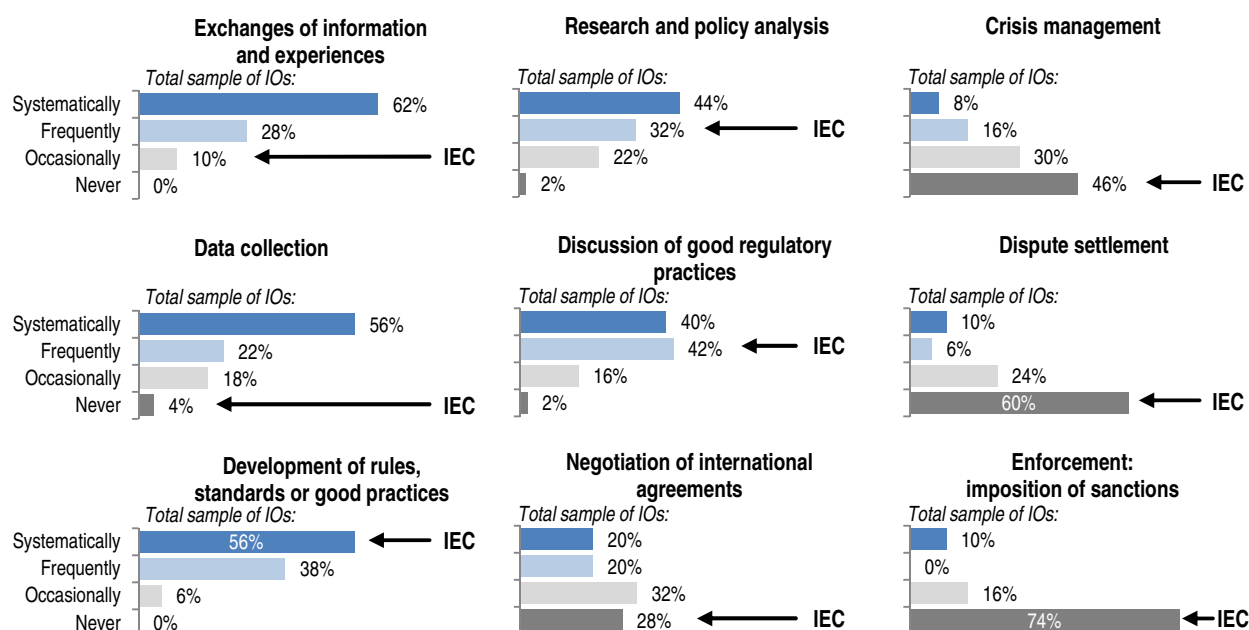 Exchanges of information
and experiences
Total sample of IOs:
Systematically 62%
Frequently 28%
Occasionally 10% IEC
Never 0%
Research and policy analysis
Total sample of IOs:
44%
32% IEC
22%
2%
Crisis management
Total sample of IOs:
8%
16%
30%
46% IEC
Data collection
Total sample of IOs:
Systematically 56%
Frequently 22%
Occasionally 18%
Never 4% IEC
Discussion of good regulatory
practices
Total sample of IOs:
40%
42% IEC
16%
2%
Dispute settlement
Total sample of IOs:
10%
6%
24%
60% IEC
Development of rules,
standards or good practices
Total sample of IOs:
Systematically 56% IEC
Frequently 38%
Occasionally 6%
Never 0%
Negotiation of international
agreements
Total sample of IOs:
20%
20%
32%
28% IEC
Enforcement:
imposition of sanctions
Total sample of IOs:
10%
0%
16%
74% IEC